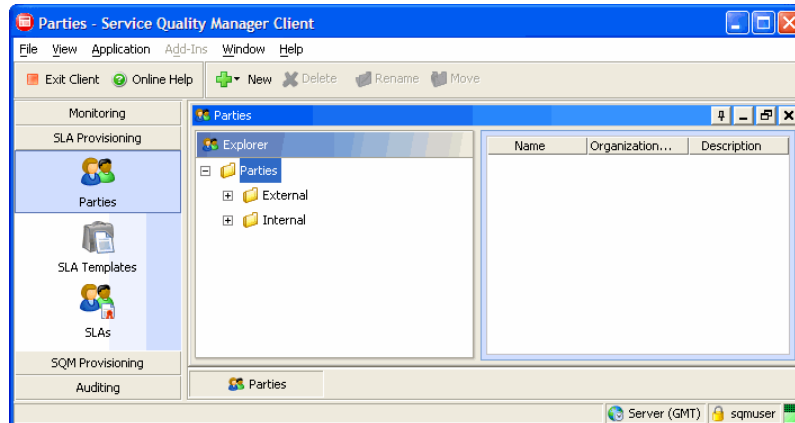 Parties - Service Quality Manager Client
File View Application Add-Ins Window Help
Exit Client Online Help New Delete Rename Move
Monitoring
SLA Provisioning
Parties
SLA Templates
SLAs
SQM Provisioning
Auditing
Parties
Explorer
Parties
External
Internal
Name Organization... Description
Parties
Server (GMT) sqmuser